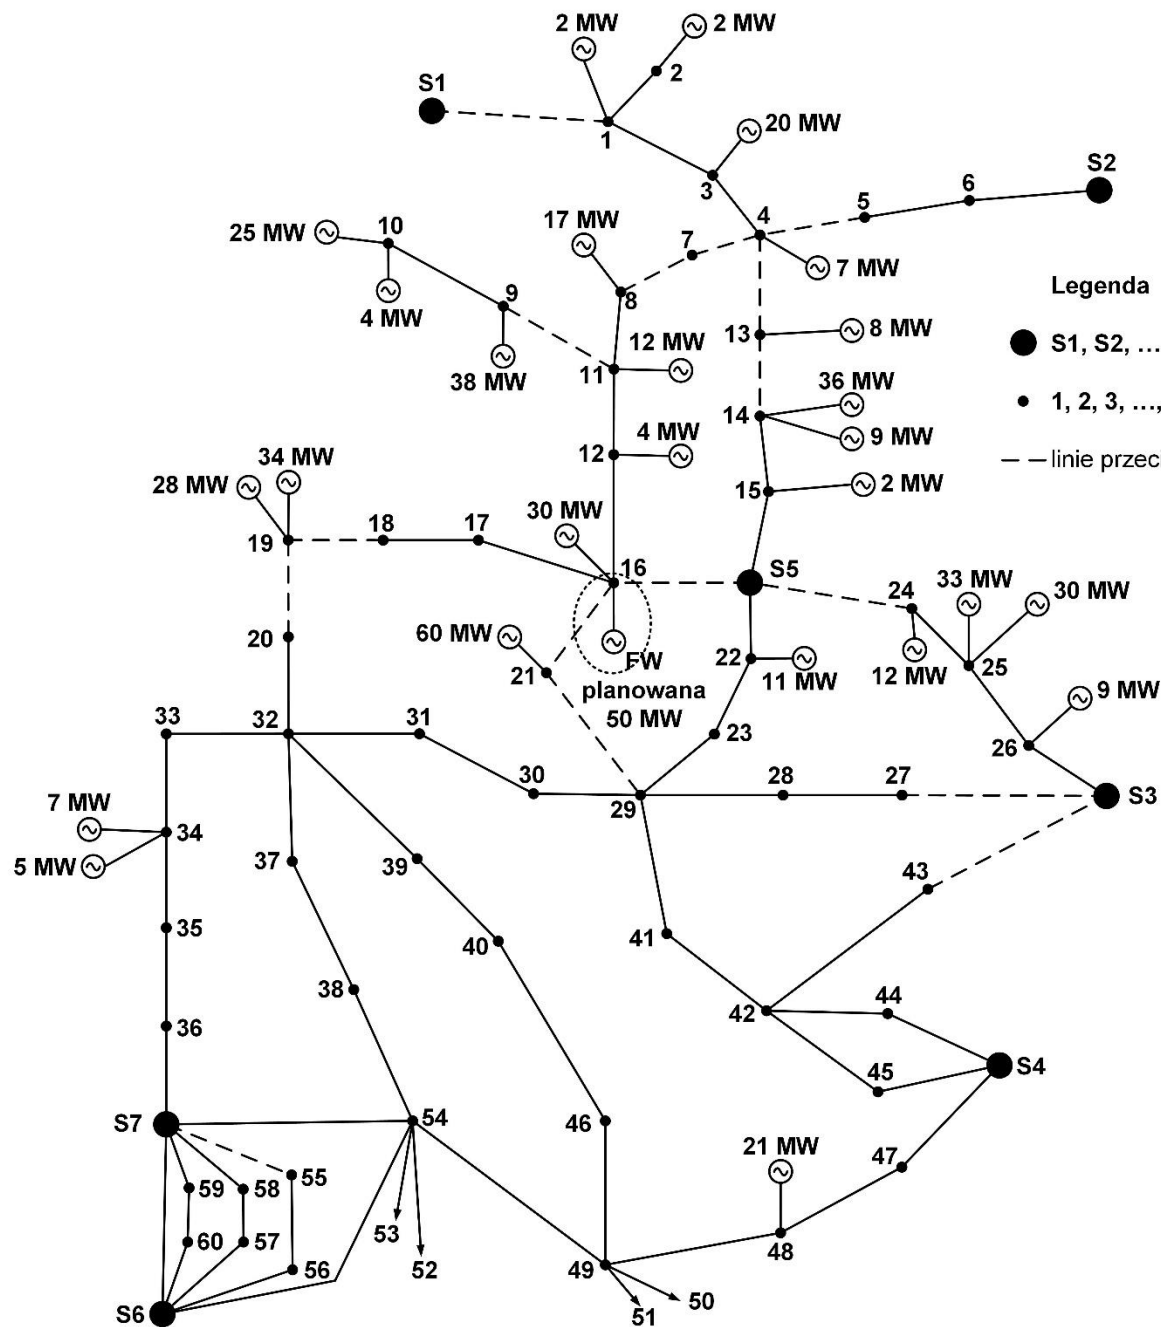 2 MW
2 MW
2
S1
1
20 MW
S2
3
6
5
4
17 MW
10
25 MW
7
7 MW
9
8
4 MW
Legenda
13
8 MW
12 MW
S1, S2, ...
38 MW
11
36 MW
1, 2, 3, ...,
14
4 MW
9 MW
12
34 MW
linie przec
28 MW
15
2 MW
30 MW
18
17
19
16
S5
33 MW
24
30 MW
60 MW
20
FW
22
21
planowana
11 MW
12 MW
25
50 MW
9 MW
33
32
31
23
26
30
28
27
29
S3
7 MW
34
5 MW
37
39
43
35
41
40
38
42
44
36
45
S4
S7
54
46
21 MW
47
55
59
58
53
60
57
52
48
56
49
50
51
S6